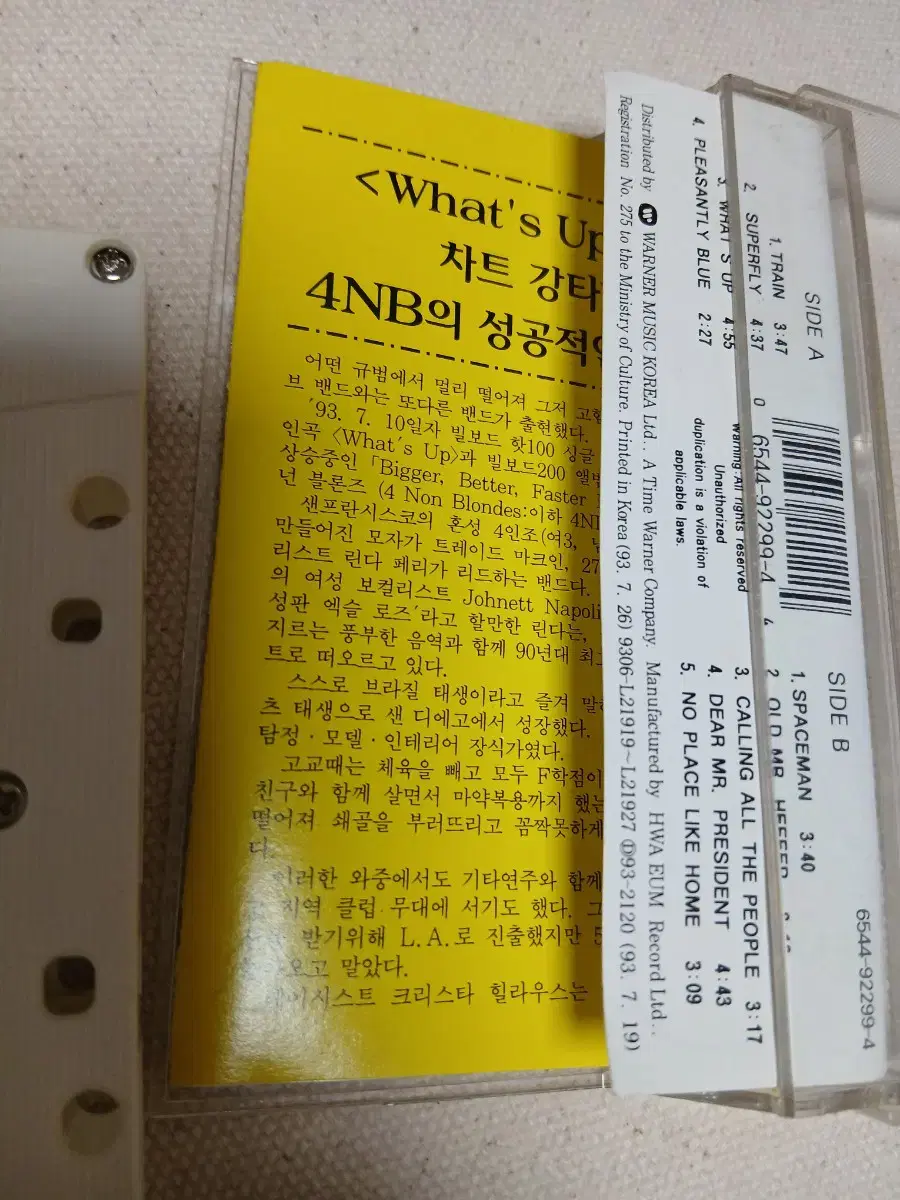 <What's Up
차트 강타
4NB의 성공적인
어떤 규범에서 멀리 떨어져 그저 고
브 밴드와는 또다른 밴드가 출현했다.
'93. 7. 10일자 빌보드 핫100 싱글
인곡 <What's Up>과 빌보드200 앨
상승중인 「Bigger, Better, Faster
넌 블론즈 (4 Non Blondes:이하 4N
샌프란시스코의 혼성 4인조(여3,
만들어진 모자가 트레이드 마크인, 27
리스트 린다 페리가 리드하는 밴드다.
의 여성 보컬리스트 Johnett Napoli
성판 엑슬 로즈'라고 할만한 린다는,
지르는 풍부한 음역과 함께 90년대 최
트로 떠오르고 있다.
스스로 브라질 태생이라고 즐겨 말
츠 태생으로 샌 디에고에서 성장했다.
탐정·모델·인테리어 장식가였다.
고교때는 체육을 빼고 모두 F학점이
친구와 함께 살면서 마약복용까지 했는
떨어져 쇄골을 부러뜨리고 꼼짝못하게
다.
이러한 와중에서도 기타연주와 함께
지역 클럽 무대에 서기도 했다. 그
받기위해 L.A.로 진출했지만 5
오고 말았다.
베이시스트 크리스타 힐라우스는
SIDE A
1. TRAIN 3:47
2. SUPERFLY 4:37
3. WHAT'S UP 4:55
4. PLEASANTLY BLUE 2:27
0 6544-92299-4 4
warning:All rights reserved
Unauthorized
duplication is a violation of
applicable laws.
SIDE B
1. SPACEMAN 3:40
2. OLD MR.
3. CALLING ALL THE PEOPLE 3:17
4. DEAR MR. PRESIDENT 4:43
5. NO PLACE LIKE HOME 3:09
6544-92299-4
Distributed by WARNER MUSIC KOREA Ltd., A Time Warner Company. Manufactured by HWA EUM Record Ltd.,
Registration No. 275 to the Ministry of Culture. Printed in Korea (93. 7. 26) 9306-L21919~L21927 ℗93-2120 (93. 7. 19)